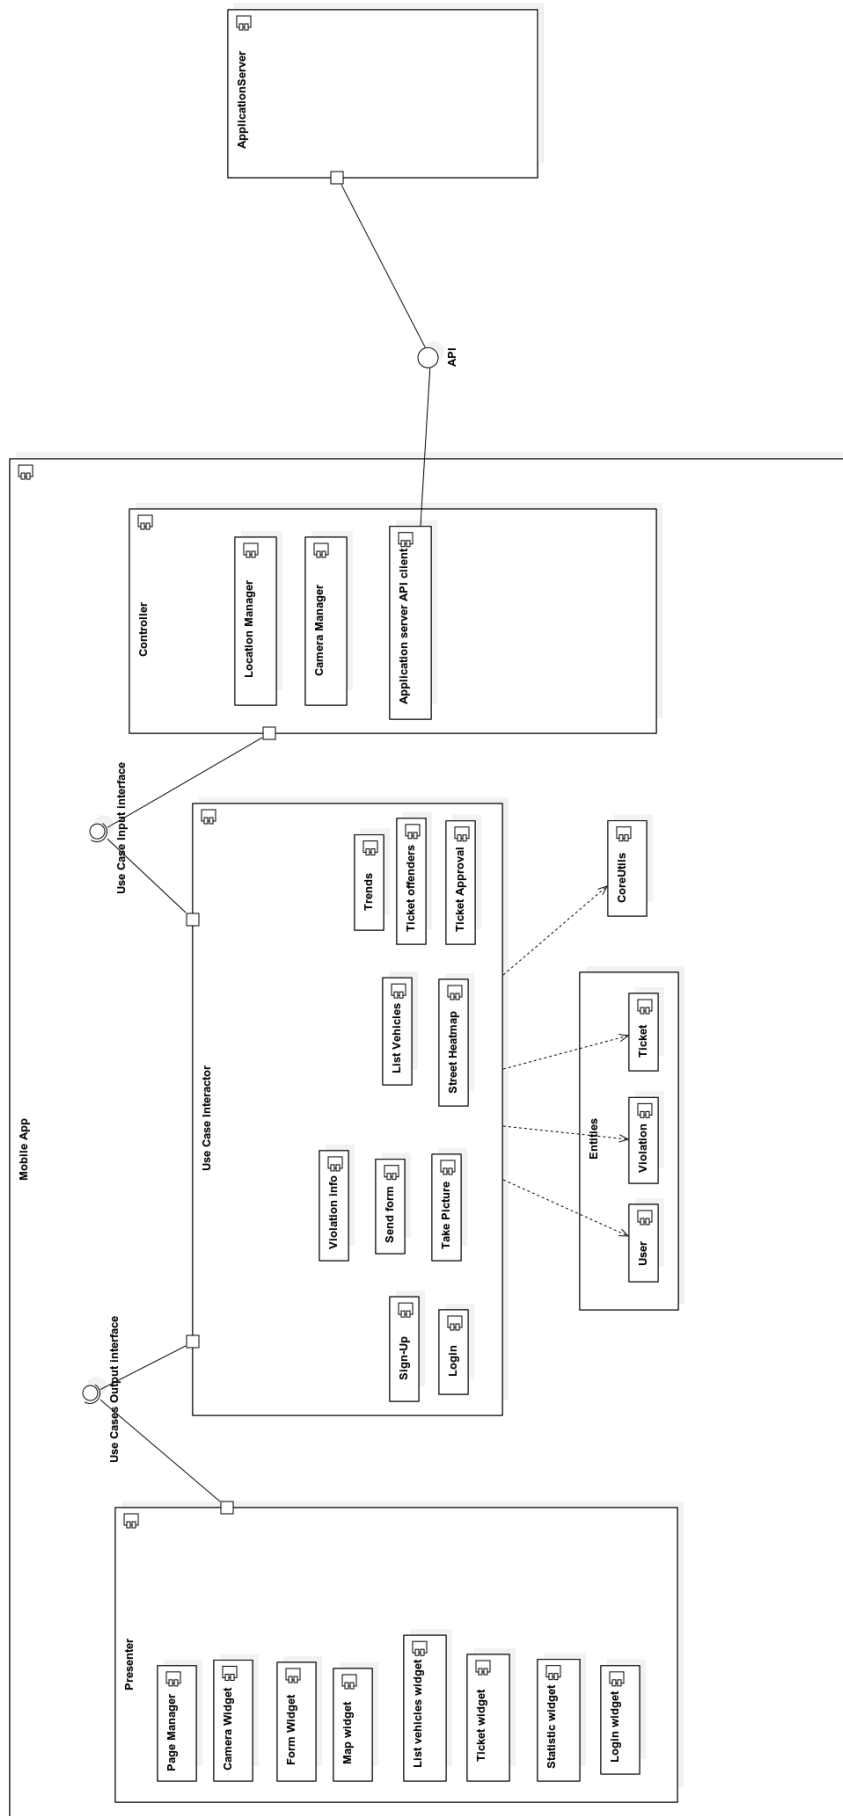 Mobile App
Presenter
Page Manager
Camera Widget
Form Widget
Map widget
List vehicles widget
Ticket widget
Statistic widget
Login widget
Use Cases Output interface
Use Case Interactor
Sign-Up
Login
Violation info
Send form
Take Picture
List Vehicles
Street Heatmap
Trends
Ticket offenders
Ticket Approval
Entities
User
Violation
Ticket
CoreUtils
Use Case Input interface
Controller
Location Manager
Camera Manager
Application server API client
API
ApplicationServer